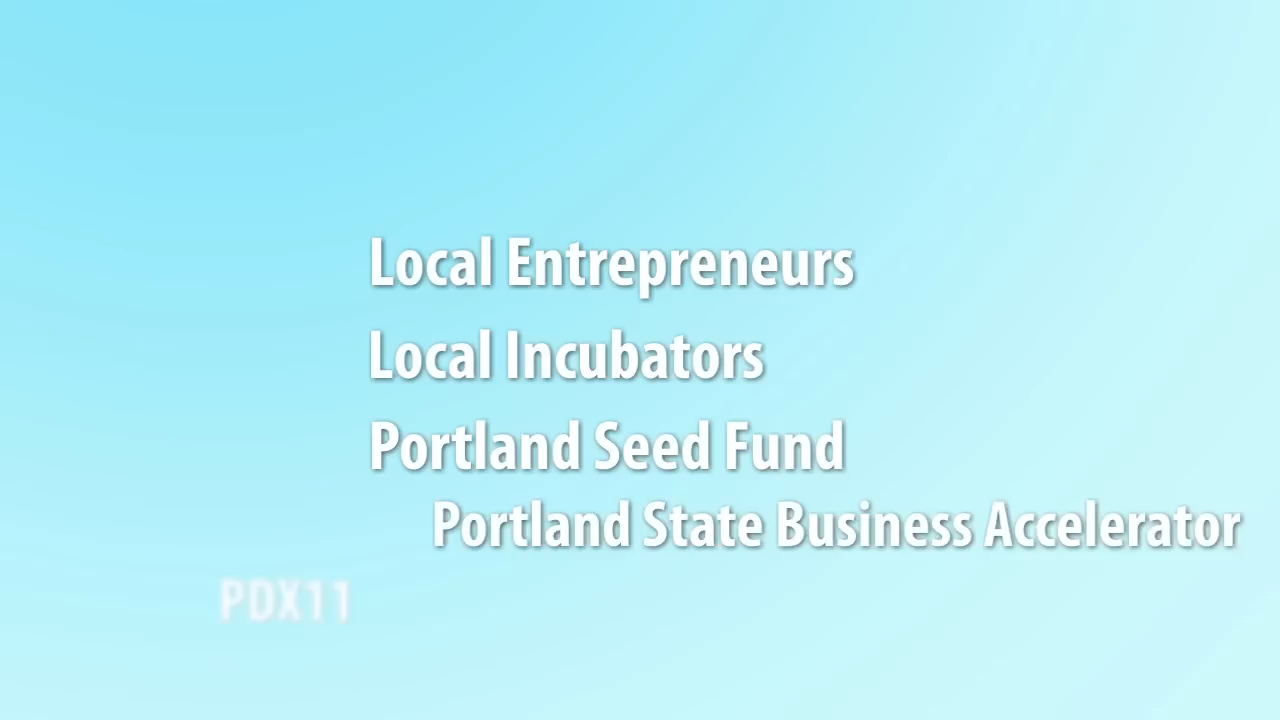 Local Entrepreneurs
Local Incubators
Portland Seed Fund
Portland State Business Accelerator
PDX11